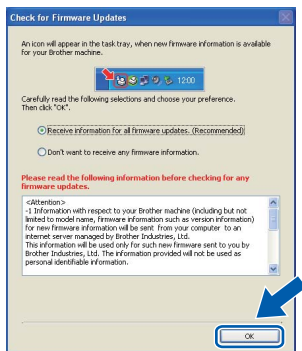 Check for Firmware Updates
An icon will appear in the task tray, when new firmware information is available
for your Brother machine.
12:00
Carefully read the following selections and choose your preference.
Then click "OK".
Receive information for all firmware updates. (Recommended)
Don't want to receive any firmware information.
Please read the following information before checking for any
firmware updates.
<Attention>
-1 Information with respect to your Brother machine (including but not
limited to model name, firmware information such as version information)
for new firmware information will be sent from your computer to an
internet server managed by Brother Industries, Ltd.
This information will be used only for such new firmware sent to you by
Brother Industries, Ltd. The information provided will not be used as
personal identifiable information.
OK